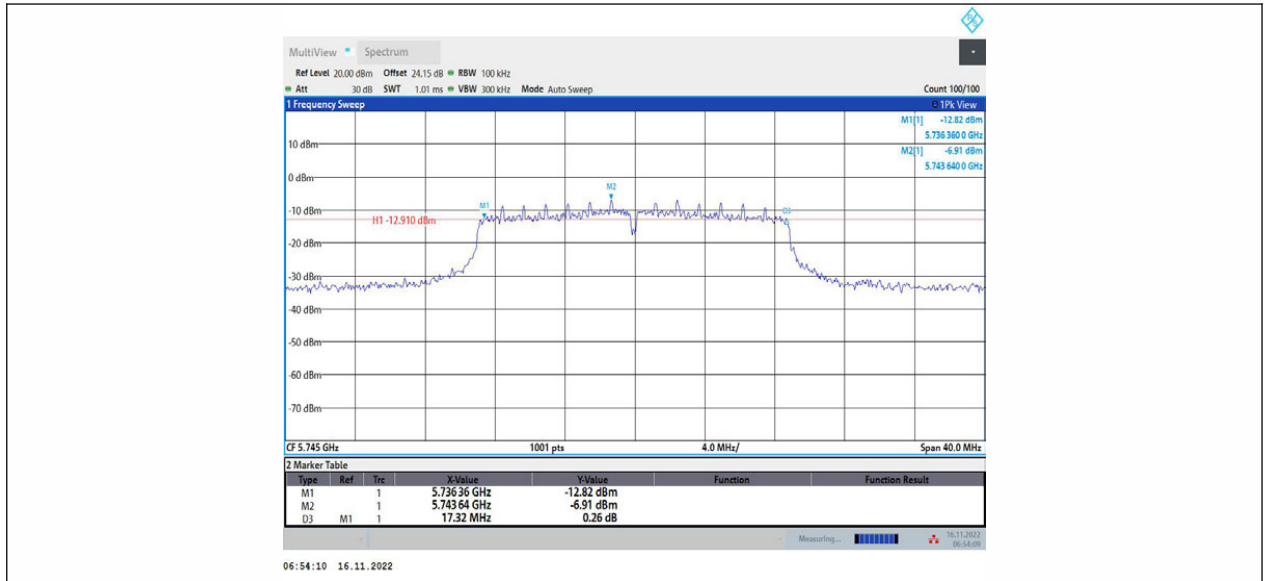 MultiView Spectrum
Ref Level 20.00 dBm Offset 24.15 dB RBW 100 kHz
Att 30 dB SWT 1.01 ms VBW 300 kHz Mode Auto Sweep Count 100/100
1 Frequency Sweep 1Pk View
M1[1] -12.82 dBm
5.736 360 0 GHz
10 dBm
M2[1] -6.91 dBm
5.743 640 0 GHz
0 dBm
M2
M1
D3
-10 dBm
H1 -12.910 dBm
-20 dBm
-30 dBm
-40 dBm
-50 dBm
-60 dBm
-70 dBm
CF 5.745 GHz 1001 pts 4.0 MHz/ Span 40.0 MHz
2 Marker Table
Type Ref Trc X-Value Y-Value Function Function Result
M1 1 5.736 36 GHz -12.82 dBm
M2 1 5.743 64 GHz -6.91 dBm
D3 M1 1 17.32 MHz 0.26 dB
Measuring... 16.11.2022
06:54:09
06:54:10 16.11.2022